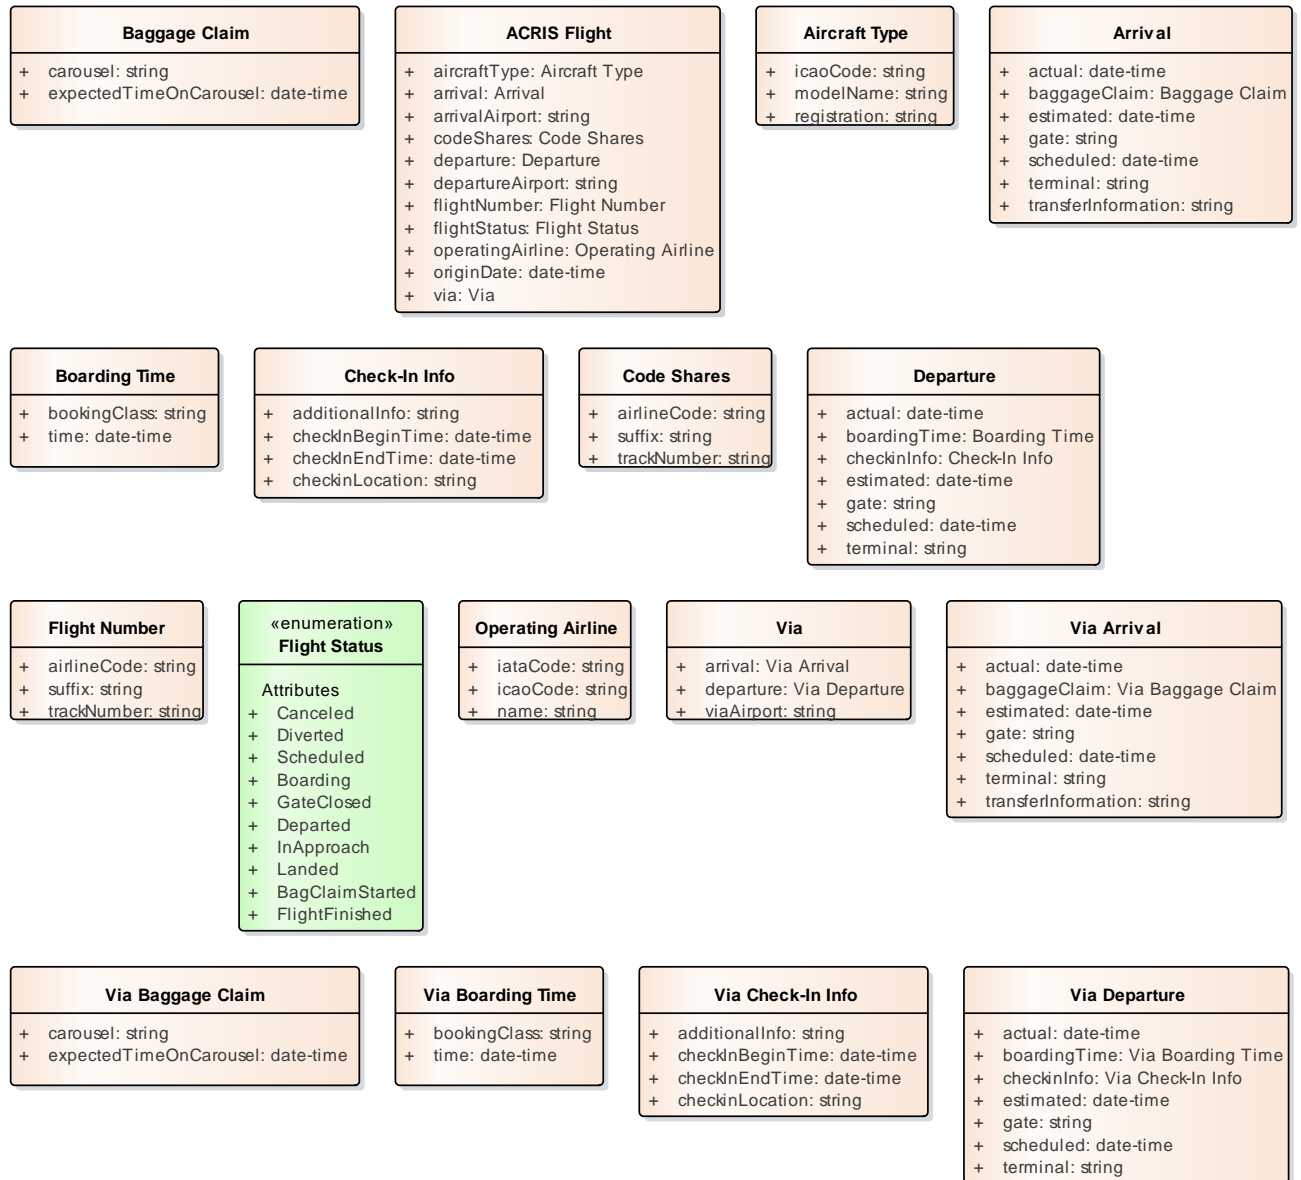 Baggage Claim
+ carousel: string
+ expectedTimeOnCarousel: date-time
ACRIS Flight
+ aircraftType: Aircraft Type
+ arrival: Arrival
+ arrivalAirport: string
+ codeShares: Code Shares
+ departure: Departure
+ departureAirport: string
+ flightNumber: Flight Number
+ flightStatus: Flight Status
+ operatingAirline: Operating Airline
+ originDate: date-time
+ via: Via
Aircraft Type
+ icaoCode: string
+ modelName: string
+ registration: string
Arrival
+ actual: date-time
+ baggageClaim: Baggage Claim
+ estimated: date-time
+ gate: string
+ scheduled: date-time
+ terminal: string
+ transferInformation: string
Boarding Time
+ bookingClass: string
+ time: date-time
Check-In Info
+ additionalInfo: string
+ checkInBeginTime: date-time
+ checkInEndTime: date-time
+ checkinLocation: string
Code Shares
+ airlineCode: string
+ suffix: string
+ trackNumber: string
Departure
+ actual: date-time
+ boardingTime: Boarding Time
+ checkinInfo: Check-In Info
+ estimated: date-time
+ gate: string
+ scheduled: date-time
+ terminal: string
Flight Number
+ airlineCode: string
+ suffix: string
+ trackNumber: string
«enumeration»
Flight Status
Attributes
+ Canceled
+ Diverted
+ Scheduled
+ Boarding
+ GateClosed
+ Departed
+ InApproach
+ Landed
+ BagClaimStarted
+ FlightFinished
Operating Airline
+ iataCode: string
+ icaoCode: string
+ name: string
Via
+ arrival: Via Arrival
+ departure: Via Departure
+ viaAirport: string
Via Arrival
+ actual: date-time
+ baggageClaim: Via Baggage Claim
+ estimated: date-time
+ gate: string
+ scheduled: date-time
+ terminal: string
+ transferInformation: string
Via Baggage Claim
+ carousel: string
+ expectedTimeOnCarousel: date-time
Via Boarding Time
+ bookingClass: string
+ time: date-time
Via Check-In Info
+ additionalInfo: string
+ checkInBeginTime: date-time
+ checkInEndTime: date-time
+ checkinLocation: string
Via Departure
+ actual: date-time
+ boardingTime: Via Boarding Time
+ checkinInfo: Via Check-In Info
+ estimated: date-time
+ gate: string
+ scheduled: date-time
+ terminal: string